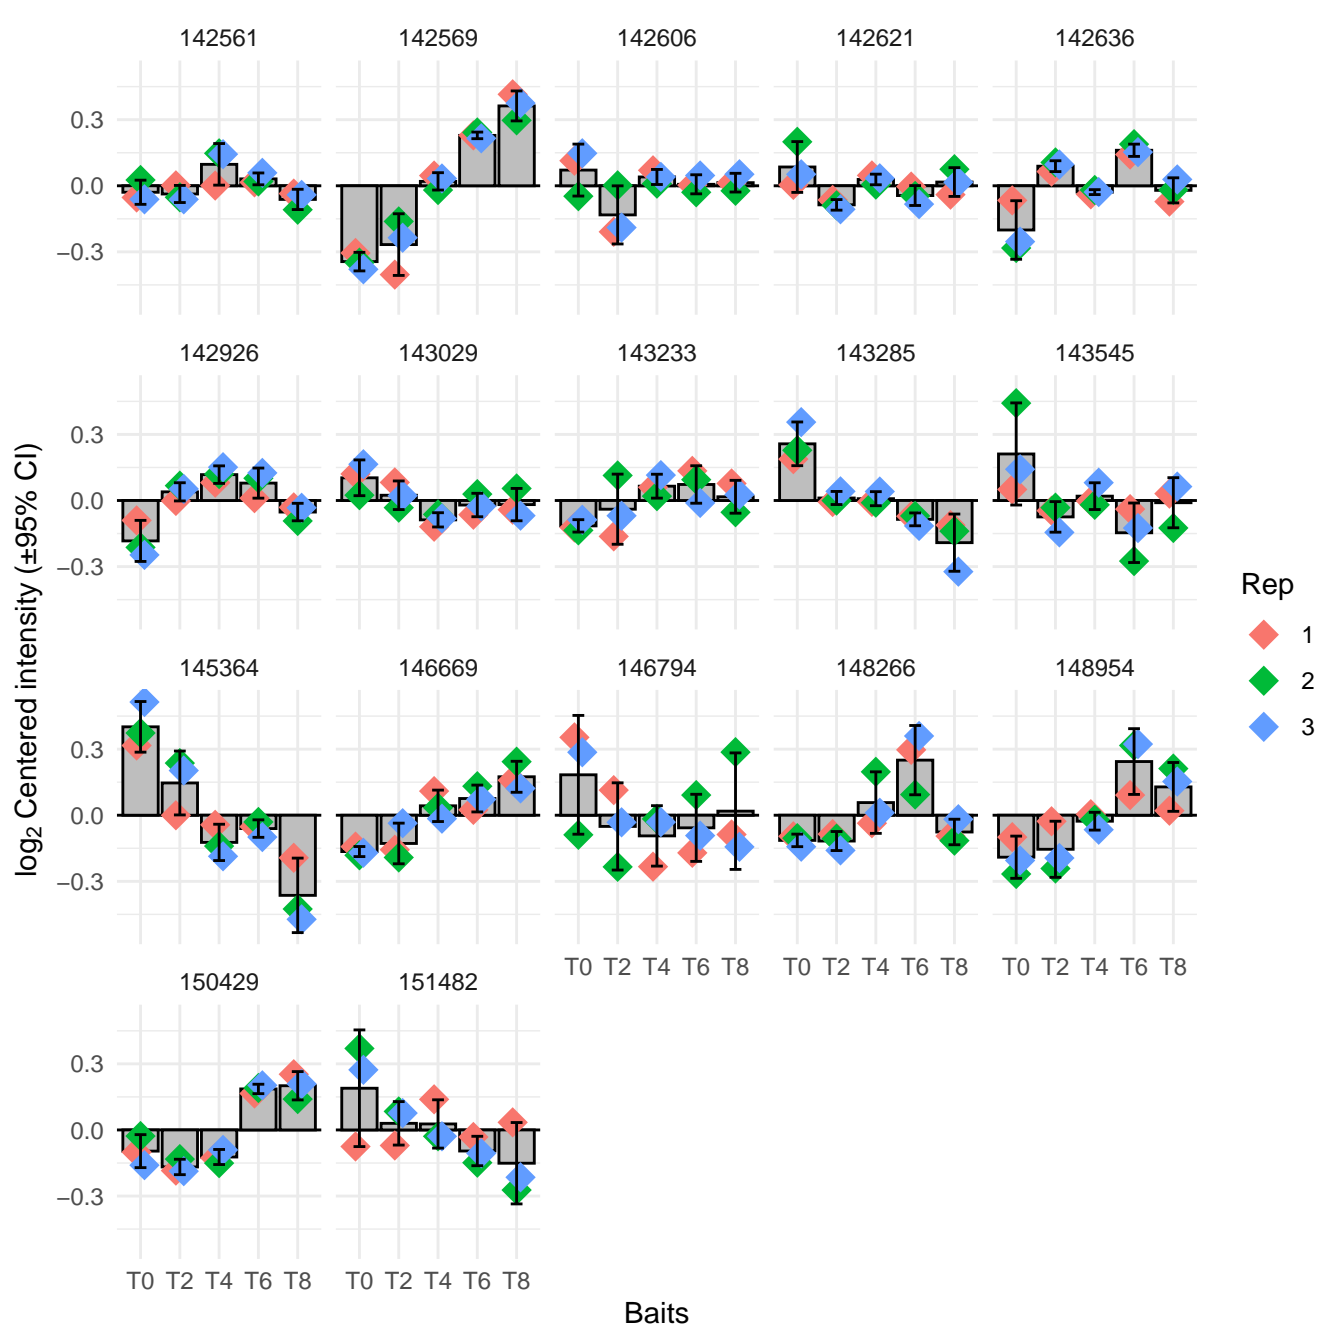 142561 142569 142606 142621 142636
0.3
0.0
−0.3
142926 143029 143233 143285 143545
0.3
0.0
−0.3
145364 146669 146794 148266 148954
0.3
0.0
−0.3
T0 T2 T4 T6 T8 T0 T2 T4 T6 T8 T0 T2 T4 T6 T8
150429 151482
0.3
0.0
−0.3
T0 T2 T4 T6 T8 T0 T2 T4 T6 T8
Baits
log₂ Centered intensity (±95% CI)
Rep
1
2
3